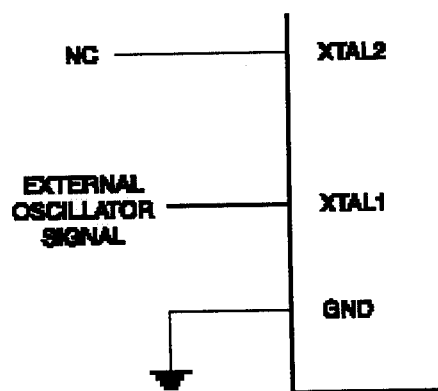 NC XTAL2
EXTERNAL
OSCILLATOR
SIGNAL
XTAL1
GND